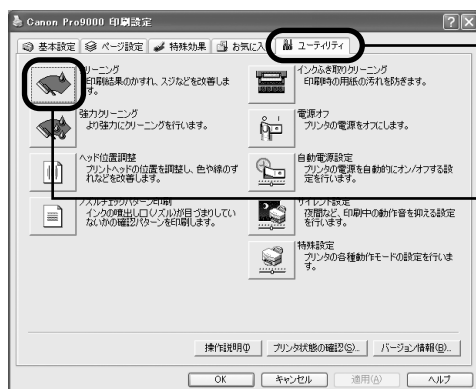 Canon Pro9000 印刷設定
基本設定 ページ設定 特殊効果 お気に入 ユーティリティ
リーニング
印刷結果のかすれ、スジなどを改善しま
す。
強力クリーニング
より強力にクリーニングを行います。
ヘッド位置調整
プリントヘッドの位置を調整し、色や線のず
れなどを改善します。
ノズルチェックパターン印刷
インクの噴出し口(ノズル)が目づまりしてい
ないかの確認パターンを印刷します。
インクふき取りクリーニング
印刷時の用紙の汚れを防ぎます。
電源オフ
プリンタの電源をオフにします。
自動電源設定
プリンタの電源を自動的にオン/オフする設
定を行います。
サイレント設定
夜間など、印刷中の動作音を抑える設定
を行います。
特殊設定
プリンタの各種動作モードの設定を行いま
す。
操作説明(I) プリンタ状態の確認(S)... バージョン情報(B)...
OK キャンセル 適用(A) ヘルプ